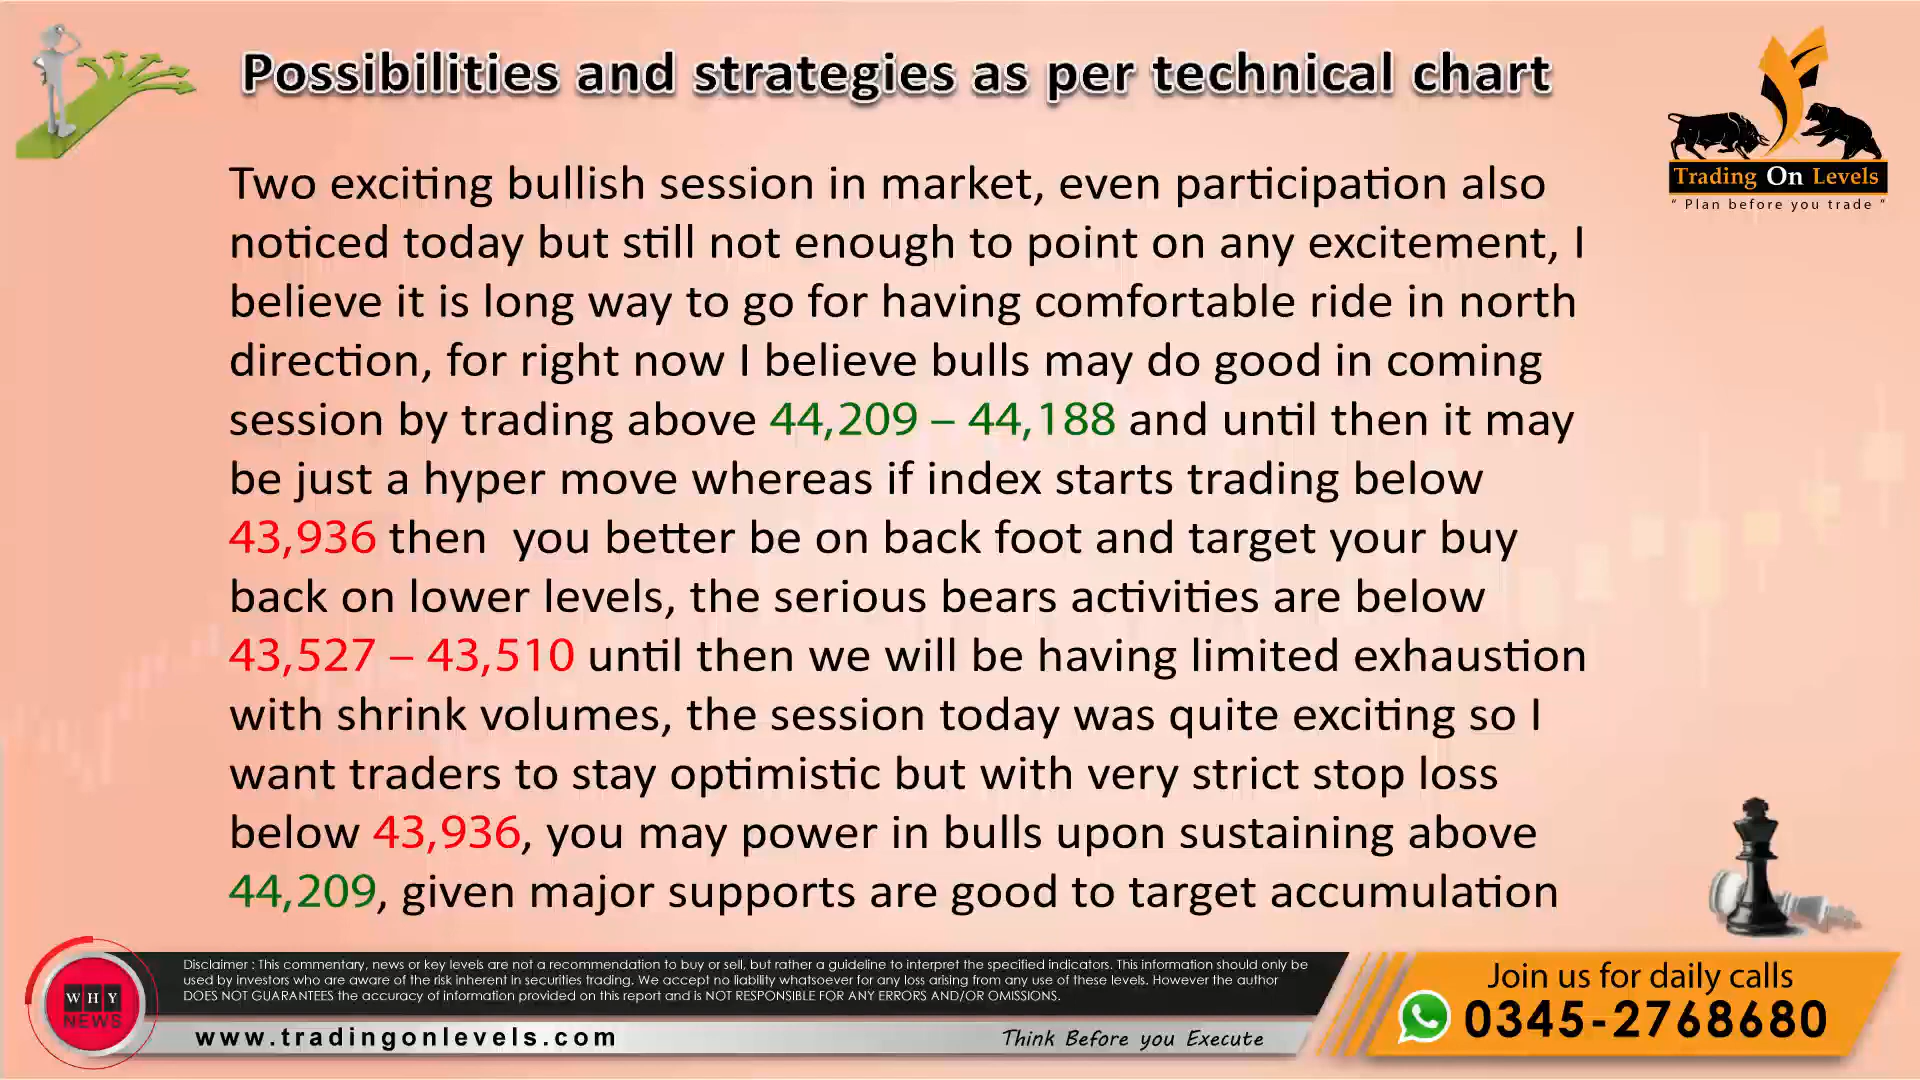 Possibilities and strategies as per technical chart
Trading On Levels
" Plan before you trade "
Two exciting bullish session in market, even participation also
noticed today but still not enough to point on any excitement, I
believe it is long way to go for having comfortable ride in north
direction, for right now I believe bulls may do good in coming
session by trading above 44,209 – 44,188 and until then it may
be just a hyper move whereas if index starts trading below
43,936 then  you better be on back foot and target your buy
back on lower levels, the serious bears activities are below
43,527 – 43,510 until then we will be having limited exhaustion
with shrink volumes, the session today was quite exciting so I
want traders to stay optimistic but with very strict stop loss
below 43,936, you may power in bulls upon sustaining above
44,209, given major supports are good to target accumulation
WHY
NEWS
Disclaimer : This commentary, news or key levels are not a recommendation to buy or sell, but rather a guideline to interpret the specified indicators. This information should only be
used by investors who are aware of the risk inherent in securities trading. We accept no liability whatsoever for any loss arising from any use of these levels. However the author
DOES NOT GUARANTEES the accuracy of information provided on this report and is NOT RESPONSIBLE FOR ANY ERRORS AND/OR OMISSIONS.
www.tradingonlevels.com
Think Before you Execute
Join us for daily calls
0345-2768680